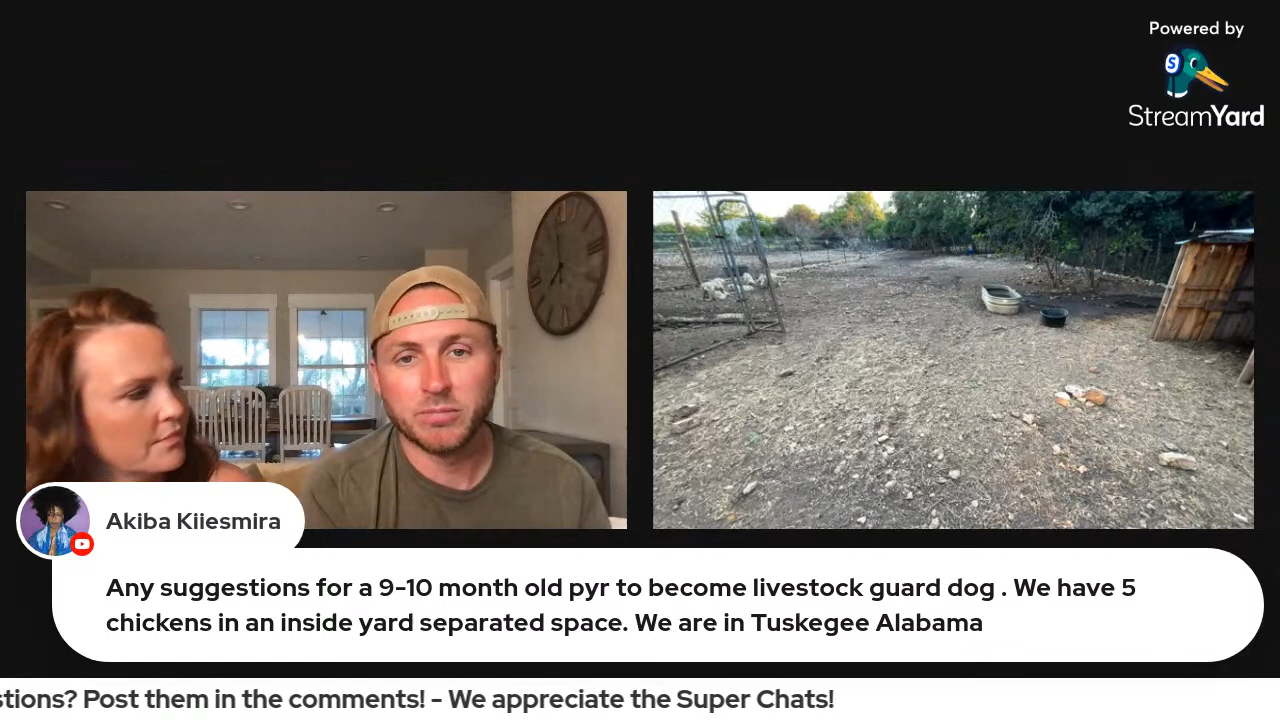 Powered by
S
StreamYard
Akiba Kiiesmira
Any suggestions for a 9-10 month old pyr to become livestock guard dog . We have 5
chickens in an inside yard separated space. We are in Tuskegee Alabama
stions? Post them in the comments! - We appreciate the Super Chats!